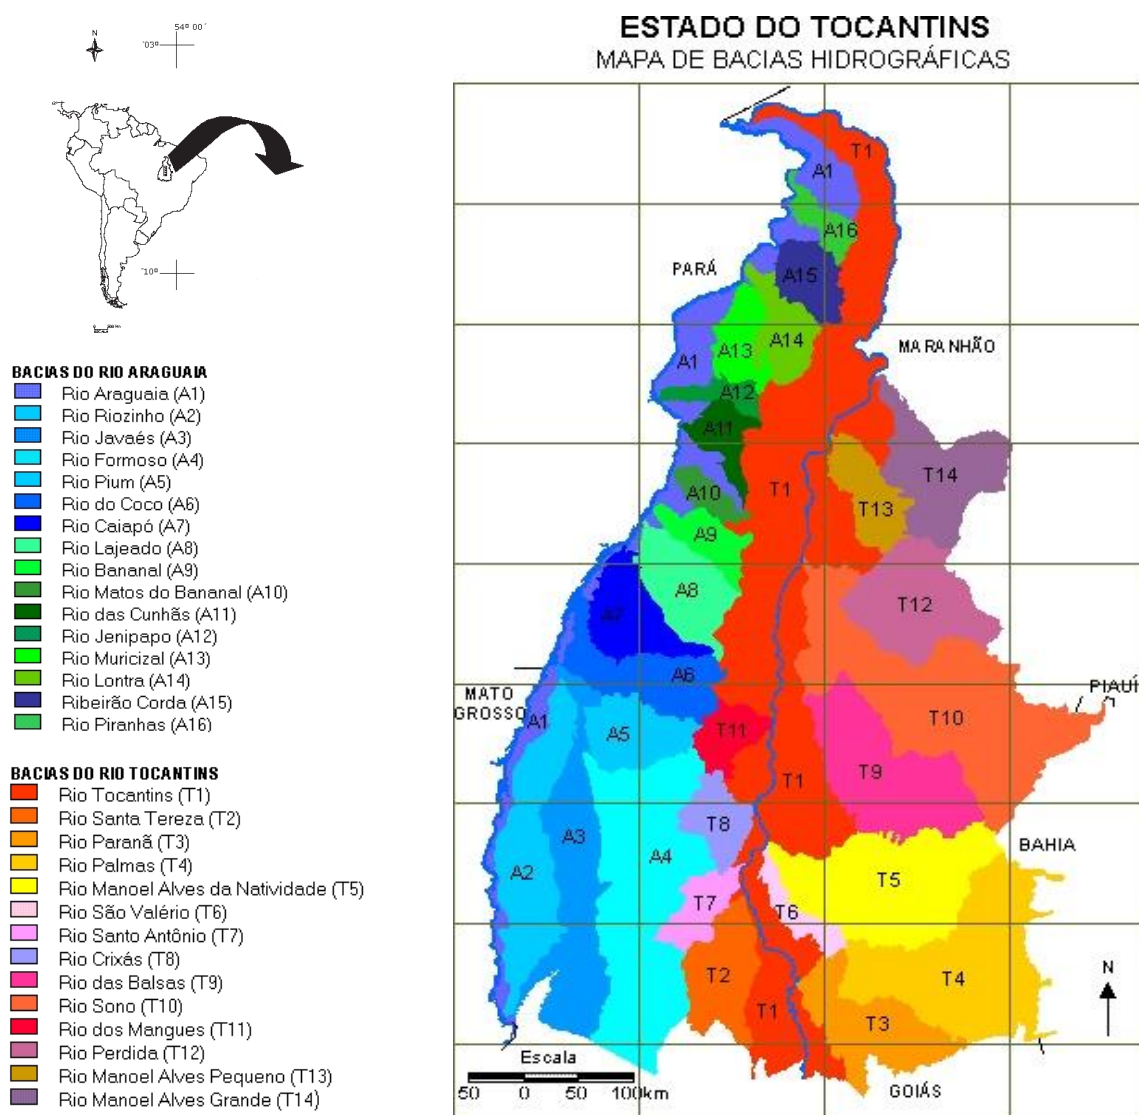 ESTADO DO TOCANTINS
MAPA DE BACIAS HIDROGRÁFICAS
54º 00´
N
´03º
´10º
BACIAS DO RIO ARAGUAIA
Rio Araguaia (A1)
Rio Riozinho (A2)
Rio Javaés (A3)
Rio Formoso (A4)
Rio Pium (A5)
Rio do Coco (A6)
Rio Caiapó (A7)
Rio Lajeado (A8)
Rio Bananal (A9)
Rio Matos do Bananal (A10)
Rio das Cunhãs (A11)
Rio Jenipapo (A12)
Rio Muricizal (A13)
Rio Lontra (A14)
Ribeirão Corda (A15)
Rio Piranhas (A16)
BACIAS DO RIO TOCANTINS
Rio Tocantins (T1)
Rio Santa Tereza (T2)
Rio Paranã (T3)
Rio Palmas (T4)
Rio Manoel Alves da Natividade (T5)
Rio São Valério (T6)
Rio Santo Antônio (T7)
Rio Crixás (T8)
Rio das Balsas (T9)
Rio Sono (T10)
Rio dos Mangues (T11)
Rio Perdida (T12)
Rio Manoel Alves Pequeno (T13)
Rio Manoel Alves Grande (T14)
T1
A1
A16
PARÁ
A15
A14
MARANHÃO
A13
A1
A12
A11
T14
T1
A10
T13
A9
A8
T12
A7
A6
PIAUÍ
MATO
GROSSO
A1
T10
A5
T11
T9
T1
T8
A3
BAHIA
A4
A2
T5
T7
T6
T2
T4
N
T1
T3
Escala
50 0 50 100km
GOIÁS